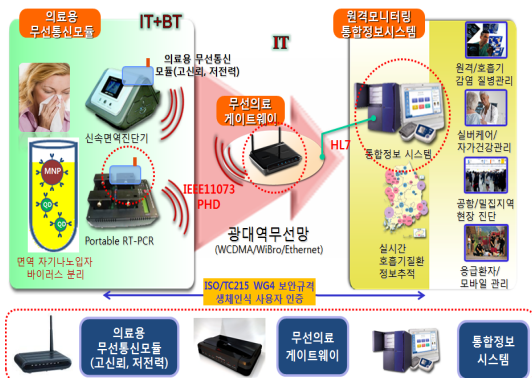 의료용
무선통신모듈
IT+BT
의료용 무선통신
모듈(고신뢰, 저전력)
신속면역진단기
MNP
QD
QD
QD
QD
Portable RT-PCR
면역 자기나노입자
바이러스 분리
IEEE11073
PHD
IT
무선의료
게이트웨이
광대역무선망
(WCDMA/WiBro/Ethernet)
HL7
원격모니터링
통합정보시스템
통합정보 시스템
실시간
호흡기질환
정보추적
원격/호흡기
감염 질병관리
실버케어/
자가건강관리
공항/밀집지역
현장 진단
응급환자/
모바일 관리
ISO/TC215 WG4 보안규격
생체인식 사용자 인증
의료용
무선통신모듈
(고신뢰, 저전력)
무선의료
게이트웨이
통합정보
시스템